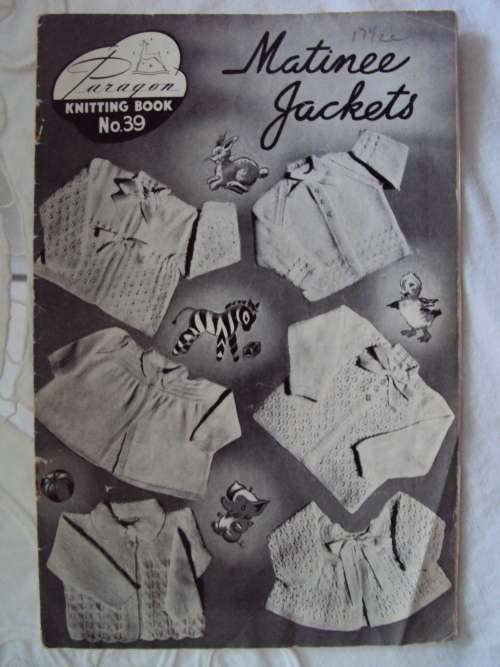 Paragon
KNITTING BOOK
No.39
Matinee
Jackets